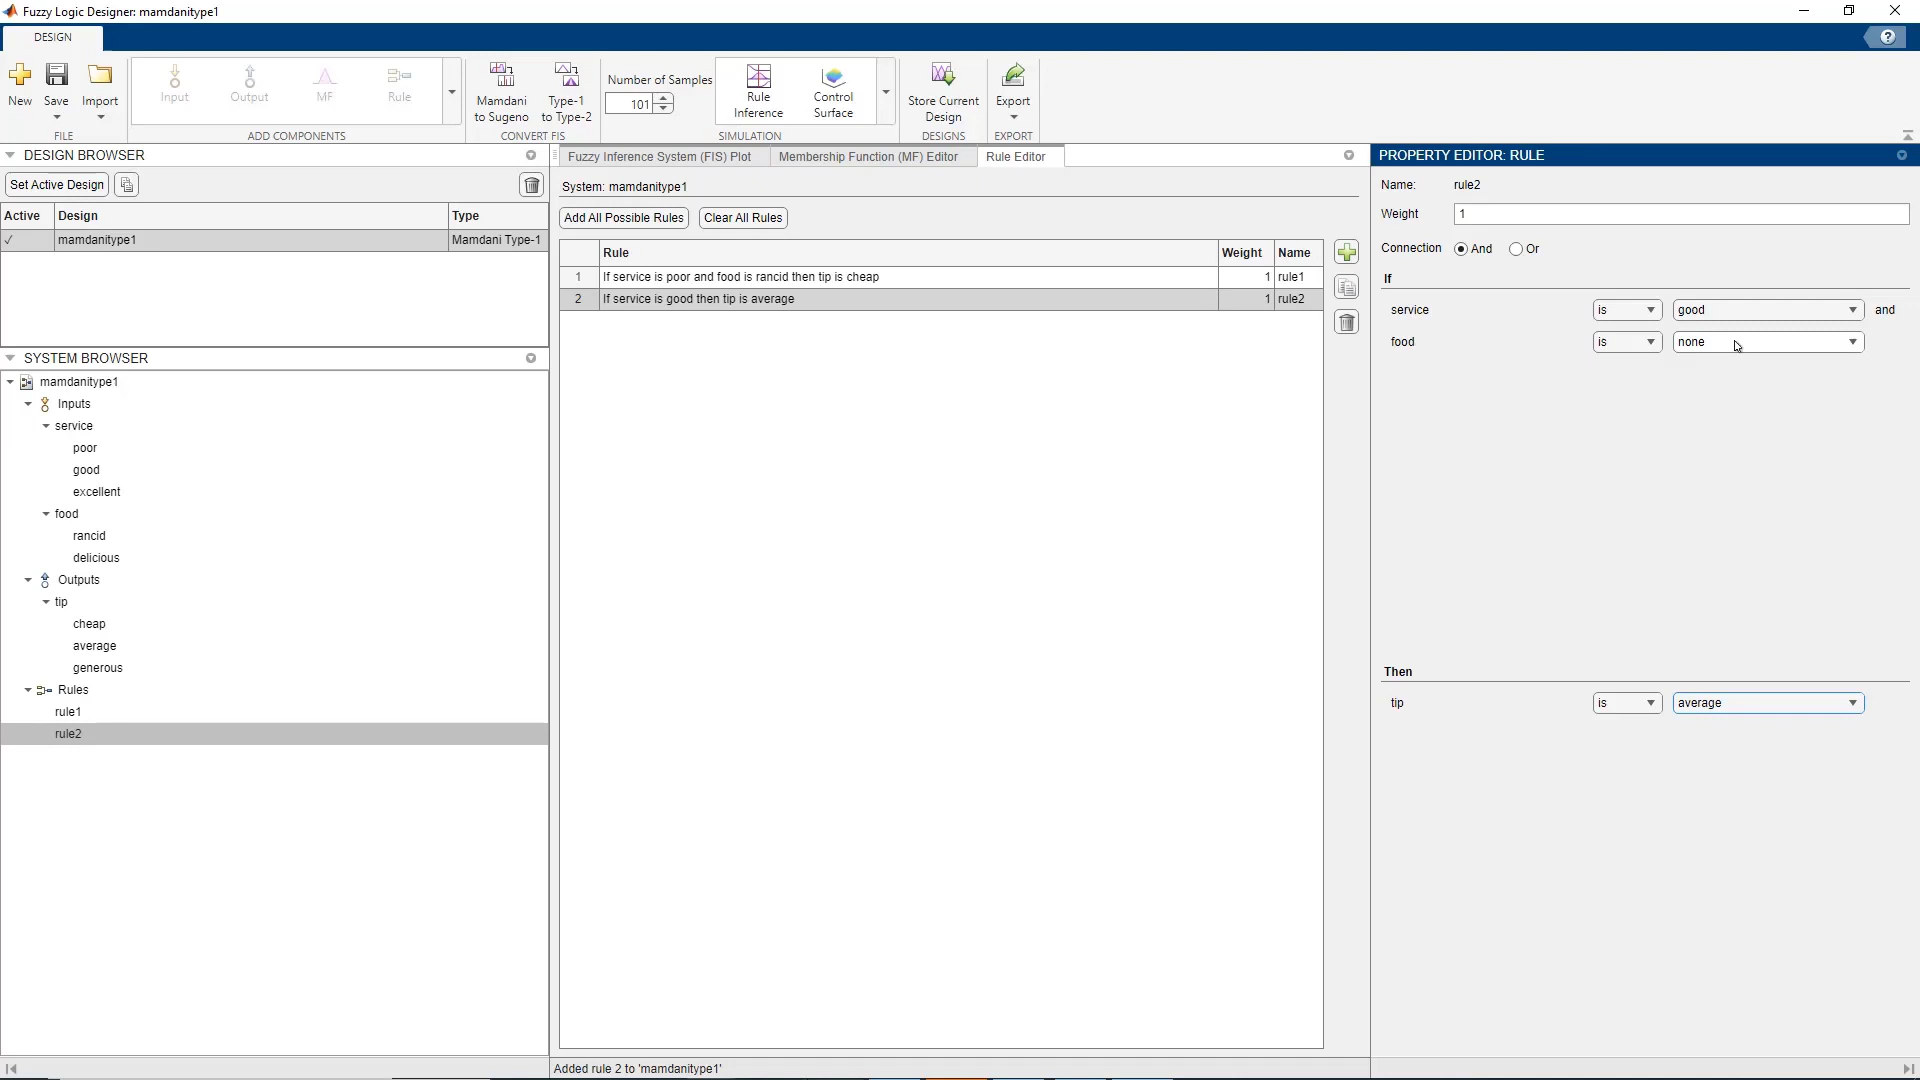 Fuzzy Logic Designer: mamdanitype1
DESIGN
?
New
Save
Import
Input
Output
MF
Rule
Mamdani
to Sugeno
Type-1
to Type-2
Number of Samples
101
Rule
Inference
Control
Surface
Store Current
Design
Export
FILE
ADD COMPONENTS
CONVERT FIS
SIMULATION
DESIGNS
EXPORT
DESIGN BROWSER
Set Active Design
Active Design Type
✓ mamdanitype1 Mamdani Type-1
SYSTEM BROWSER
mamdanitype1
Inputs
service
poor
good
excellent
food
rancid
delicious
Outputs
tip
cheap
average
generous
Rules
rule1
rule2
Fuzzy Inference System (FIS) Plot
Membership Function (MF) Editor
Rule Editor
System: mamdanitype1
Add All Possible Rules
Clear All Rules
Rule Weight Name
1 If service is poor and food is rancid then tip is cheap 1 rule1
2 If service is good then tip is average 1 rule2
Added rule 2 to 'mamdanitype1'
PROPERTY EDITOR: RULE
Name: rule2
Weight 1
Connection And Or
If
service is good and
food is none
Then
tip is average